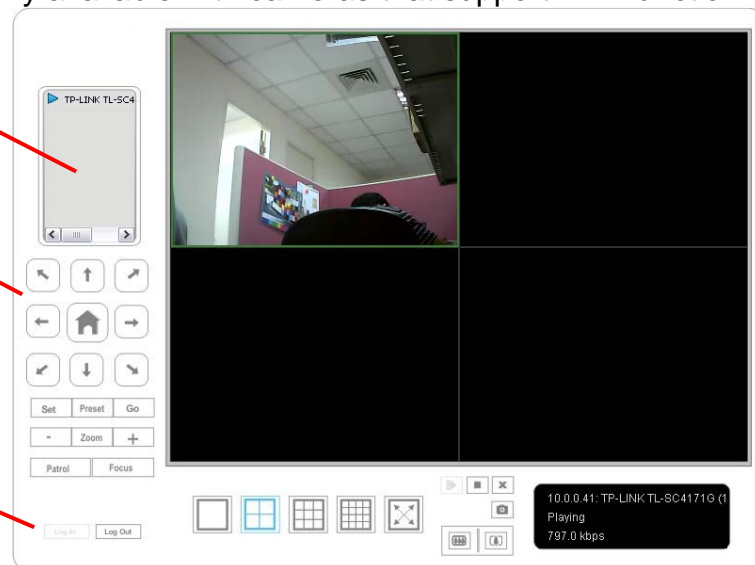 TP-LINK TL-SC4
Set Preset Go
- Zoom +
Patrol Focus
Log In Log Out
10.0.0.41: TP-LINK TL-SC4171G (1
Playing
797.0 kbps